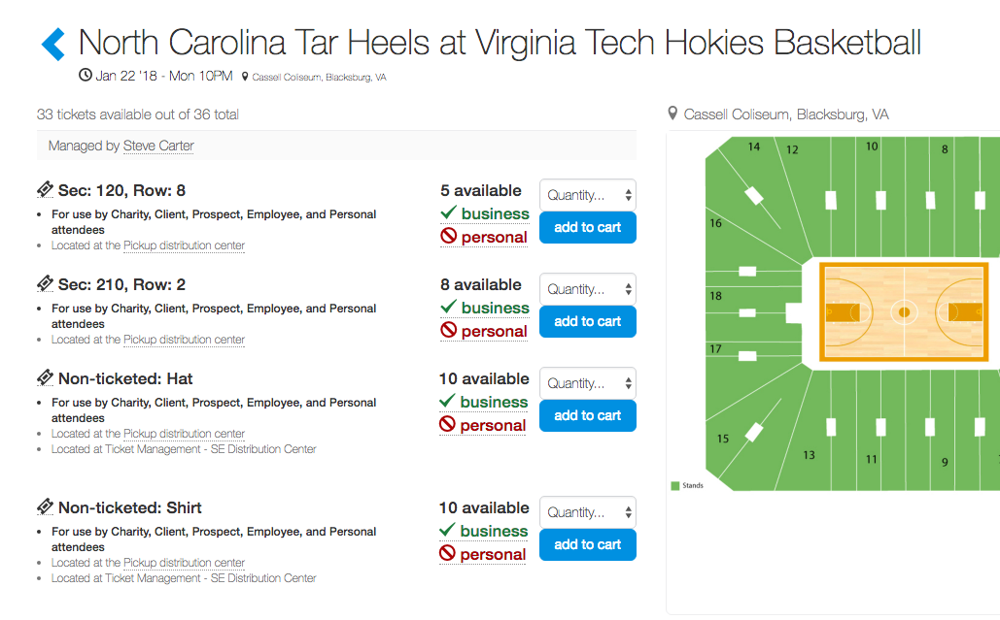 North Carolina Tar Heels at Virginia Tech Hokies Basketball
Jan 22 '18 - Mon 10PM Cassell Coliseum, Blacksburg, VA
33 tickets available out of 36 total
Managed by Steve Carter
Sec: 120, Row: 8
For use by Charity, Client, Prospect, Employee, and Personal
attendees
Located at the Pickup distribution center
5 available
business
personal
Quantity...
add to cart
Sec: 210, Row: 2
For use by Charity, Client, Prospect, Employee, and Personal
attendees
Located at the Pickup distribution center
8 available
business
personal
Quantity...
add to cart
Non-ticketed: Hat
For use by Charity, Client, Prospect, Employee, and Personal
attendees
Located at the Pickup distribution center
Located at Ticket Management - SE Distribution Center
10 available
business
personal
Quantity...
add to cart
Non-ticketed: Shirt
For use by Charity, Client, Prospect, Employee, and Personal
attendees
Located at the Pickup distribution center
Located at Ticket Management - SE Distribution Center
10 available
business
personal
Quantity...
add to cart
Cassell Coliseum, Blacksburg, VA
14 12 10 8
16
18
17
15 13 11 9
Stands